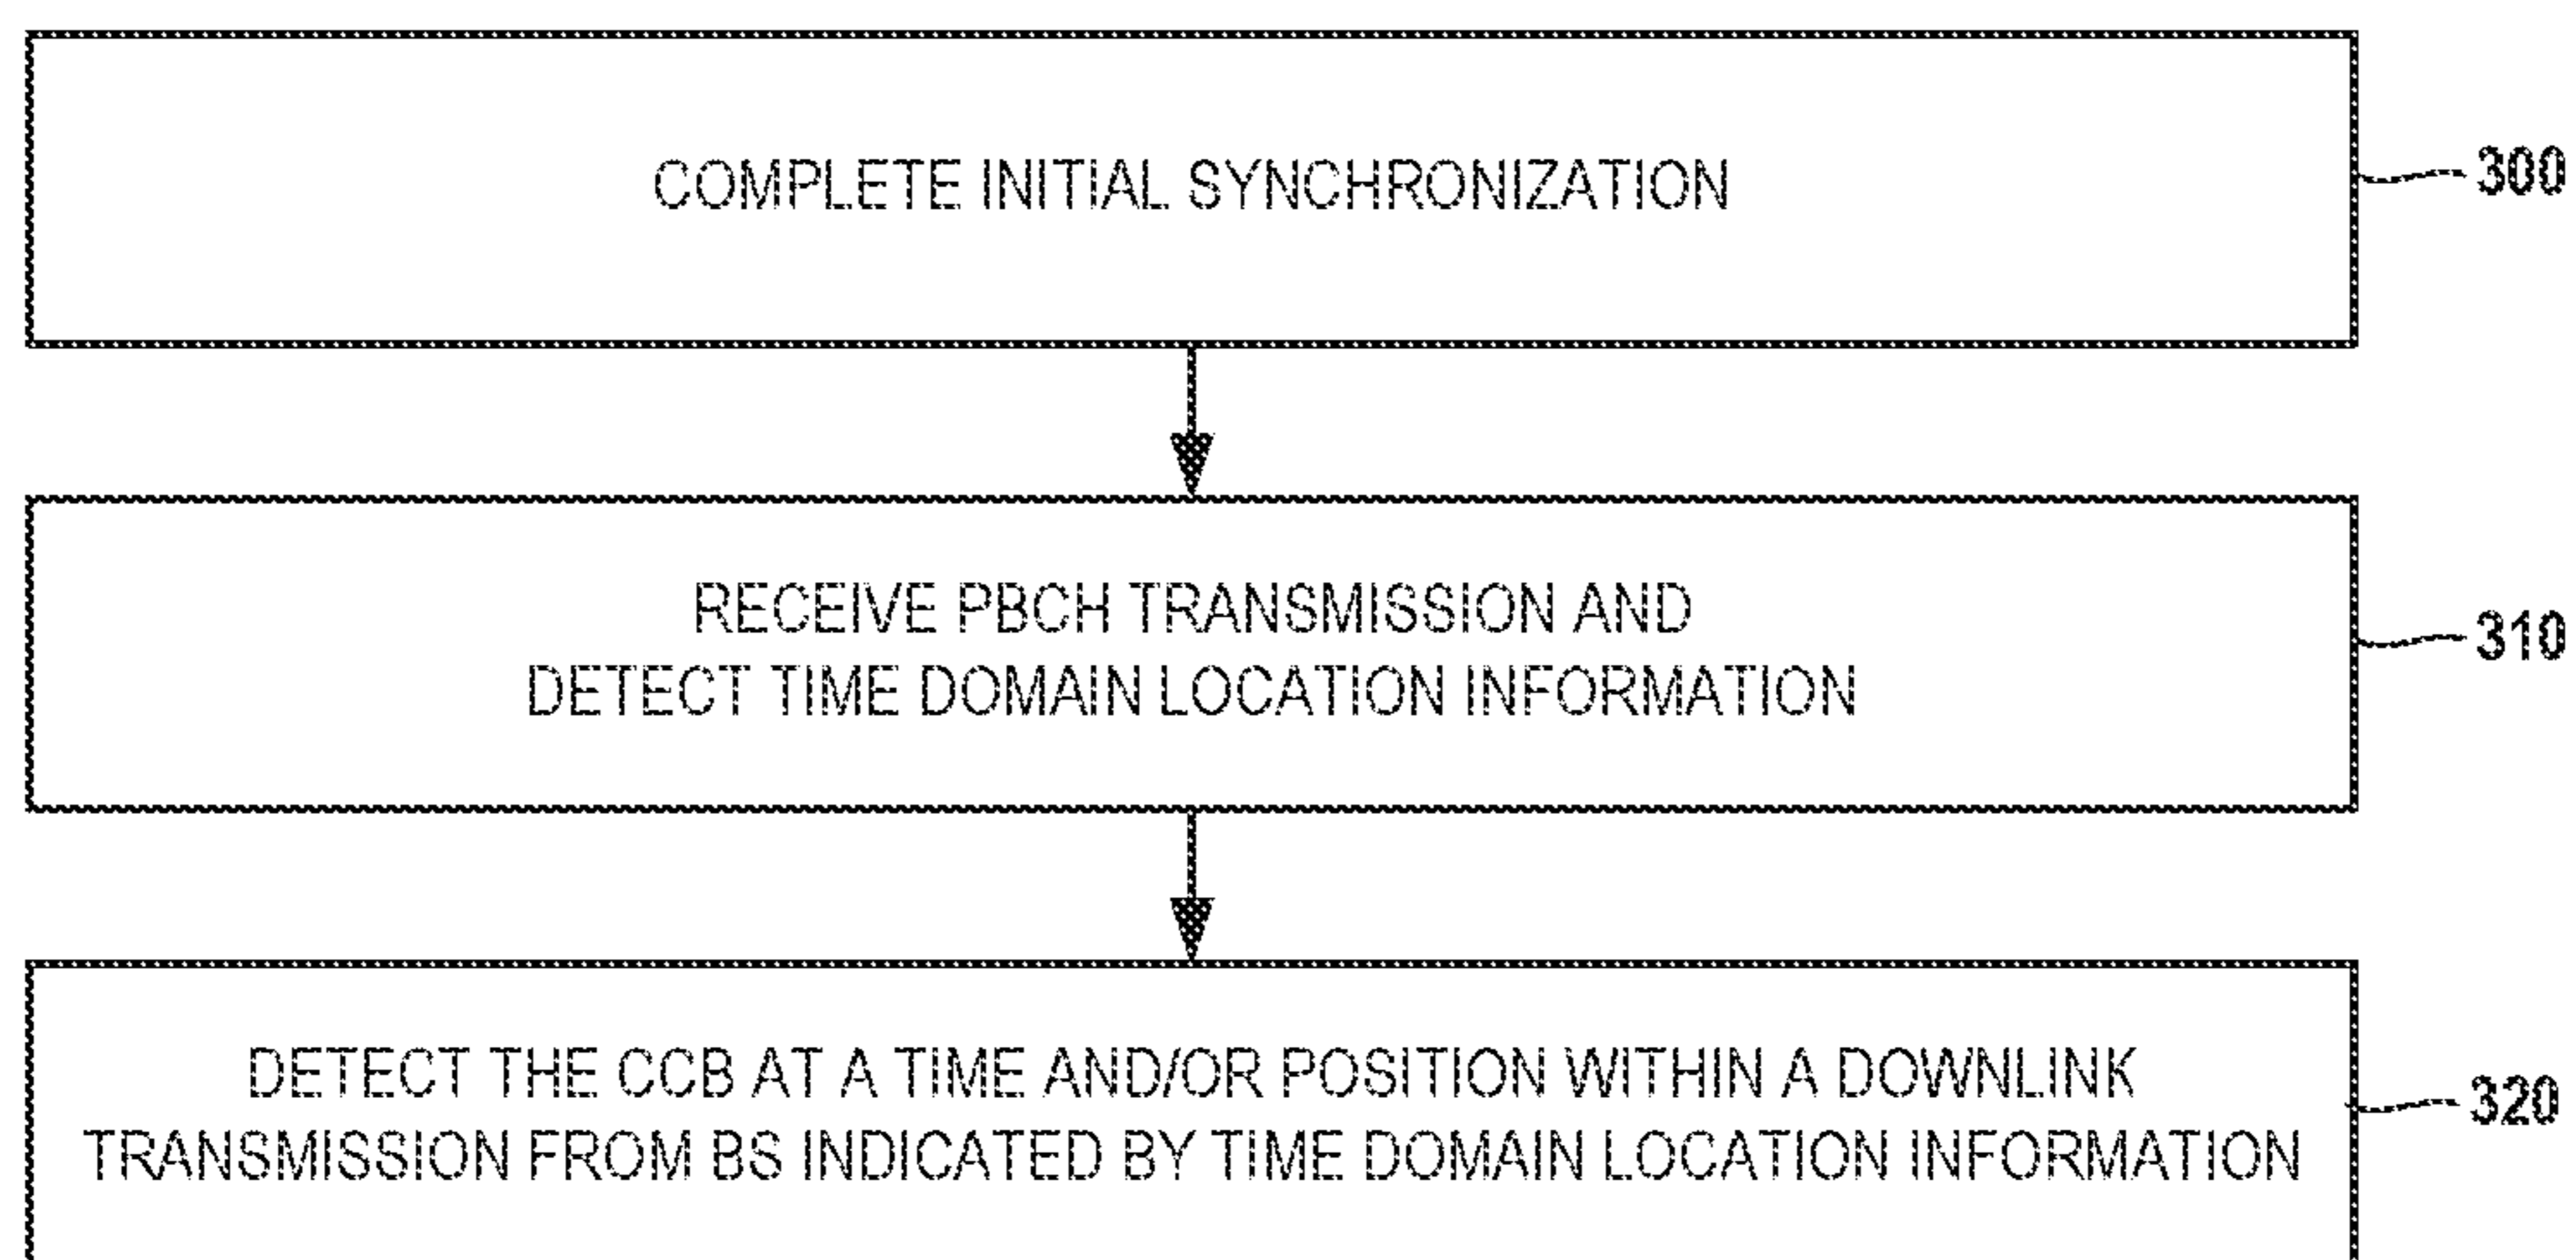 COMPLETE INITIAL SYNCHRONIZATION
300
RECEIVE PBCH TRANSMISSION AND
DETECT TIME DOMAIN LOCATION INFORMATION
310
DETECT THE CCB AT A TIME AND/OR POSITION WITHIN A DOWNLINK
TRANSMISSION FROM BS INDICATED BY TIME DOMAIN LOCATION INFORMATION
320